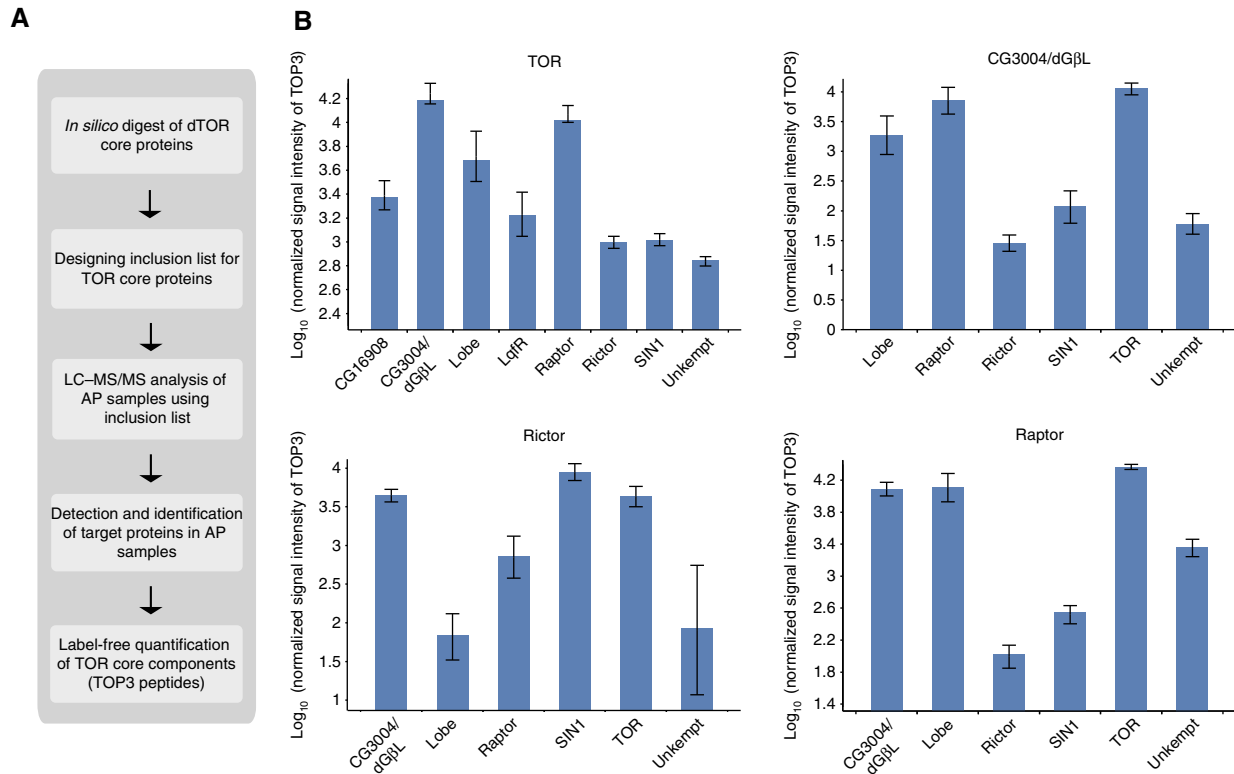 A
In silico digest of dTOR
core proteins
Designing inclusion list for
TOR core proteins
LC–MS/MS analysis of
AP samples using
inclusion list
Detection and identification
of target proteins in AP
samples
Label-free quantification
of TOR core components
(TOP3 peptides)
B
TOR
Log10 (normalized signal intensity of TOP3)
4.2
4
3.8
3.6
3.4
3.2
3
2.8
2.6
2.4
CG16908
CG3004/
dGβL
Lobe
LqfR
Raptor
Rictor
SIN1
Unkempt
CG3004/dGβL
Log10 (normalized signal intensity of TOP3)
4
3.5
3
2.5
2
1.5
1
0.5
0
Lobe
Raptor
Rictor
SIN1
TOR
Unkempt
Rictor
Log10 (normalized signal intensity of TOP3)
4
3.5
3
2.5
2
1.5
1
CG3004/
dGβL
Lobe
Raptor
SIN1
TOR
Unkempt
Raptor
Log10 (normalized signal intensity of TOP3)
4.2
3.4
3.0
2.6
2.2
1.8
1.4
CG3004/
dGβL
Lobe
Rictor
SIN1
TOR
Unkempt